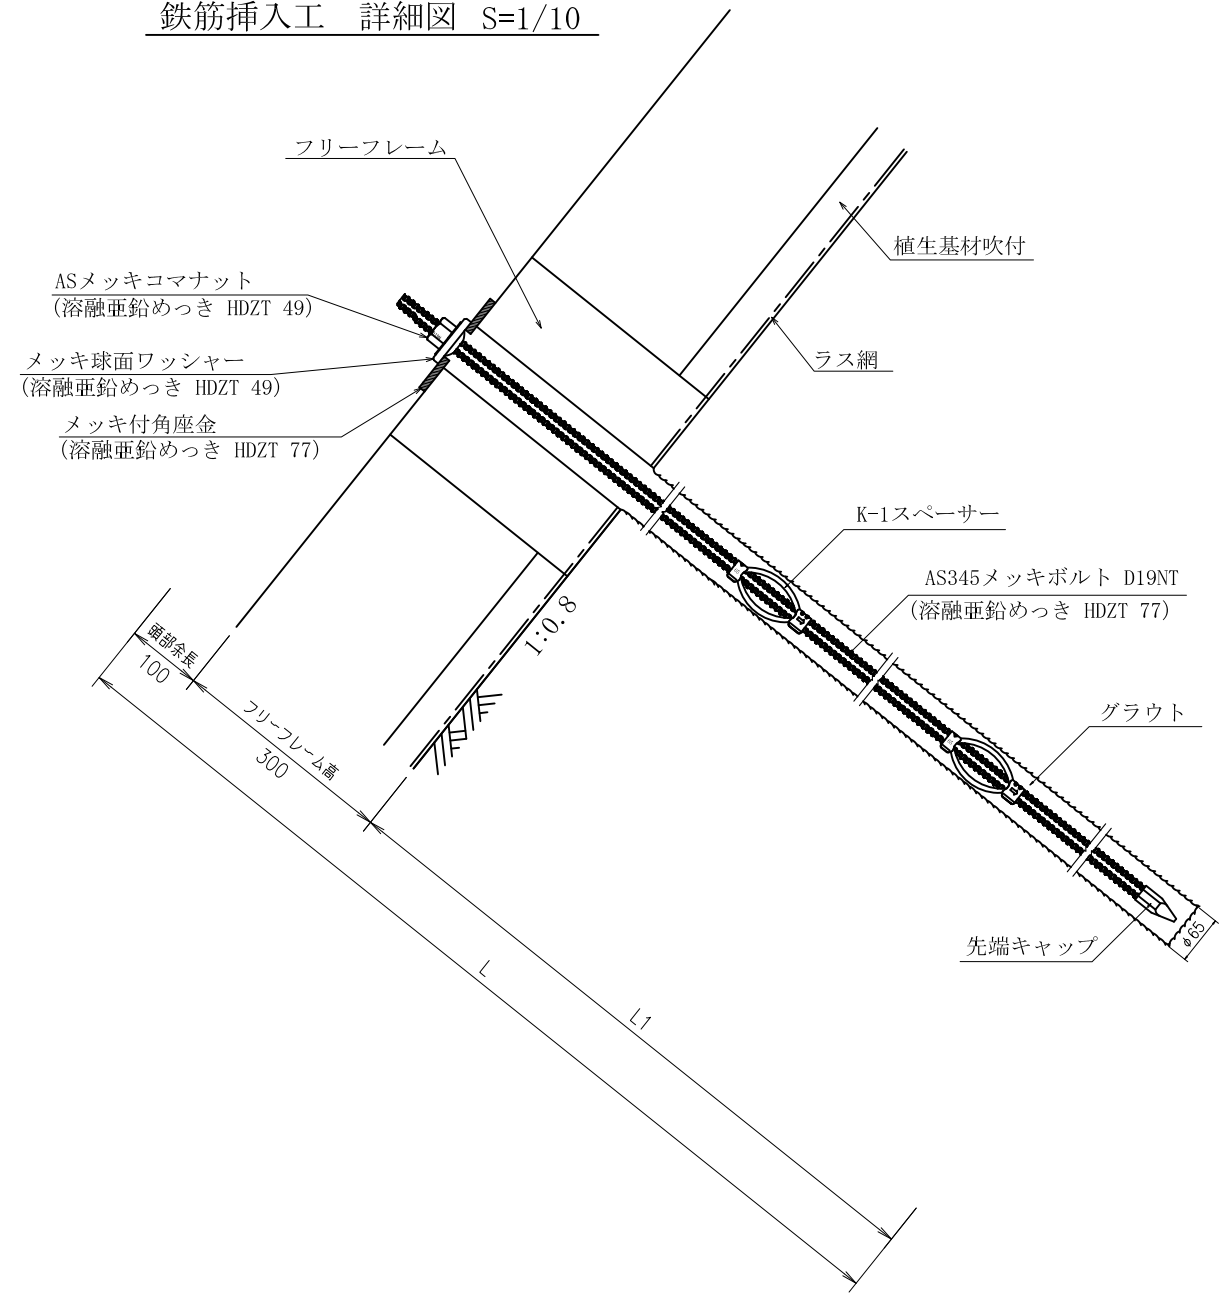 鉄筋挿入工　詳細図　S=1/10
フリーフレーム
植生基材吹付
ASメッキコマナット
(溶融亜鉛めっき HDZT 49)
ラス網
メッキ球面ワッシャー
(溶融亜鉛めっき HDZT 49)
メッキ付角座金
(溶融亜鉛めっき HDZT 77)
K-1スペーサー
AS345メッキボルト D19NT
(溶融亜鉛めっき HDZT 77)
1:0.8
頭部余長
100
フリーフレーム高
300
グラウト
先端キャップ
φ65
L
L1